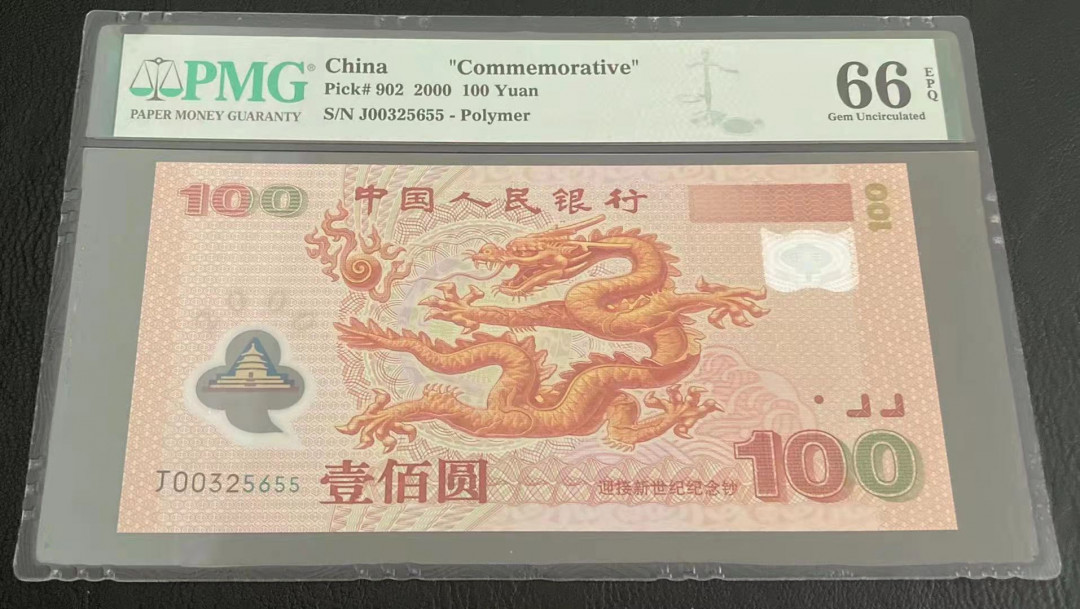 PMG®
PAPER MONEY GUARANTY
China "Commemorative"
Pick# 902 2000 100 Yuan
S/N J00325655 - Polymer
66 EPQ
Gem Uncirculated
100
中国人民银行
100
2000
J00325655
壹佰圆
迎接新世纪纪念钞
100